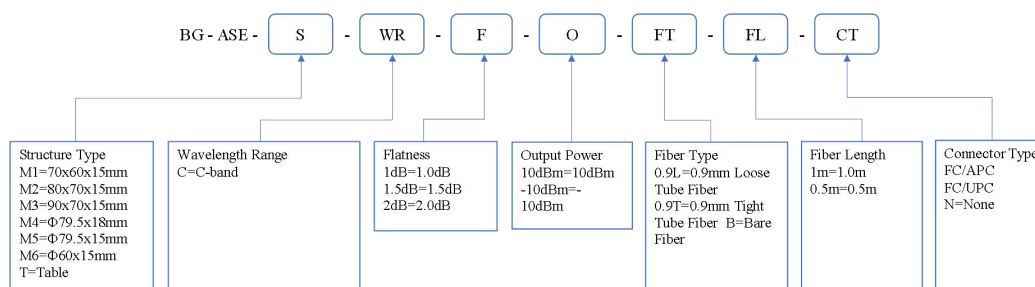 BG - ASE - S - WR - F - O - FT - FL - CT
Structure Type
M1=70x60x15mm
M2=80x70x15mm
M3=90x70x15mm
M4=Φ79.5x18mm
M5=Φ79.5x15mm
M6=Φ60x15mm
T=Table
Wavelength Range
C=C-band
Flatness
1dB=1.0dB
1.5dB=1.5dB
2dB=2.0dB
Output Power
10dBm=10dBm
-10dBm=-
10dBm
Fiber Type
0.9L=0.9mm Loose
Tube Fiber
0.9T=0.9mm Tight
Tube Fiber B=Bare
Fiber
Fiber Length
1m=1.0m
0.5m=0.5m
Connector Type
FC/APC
FC/UPC
N=None